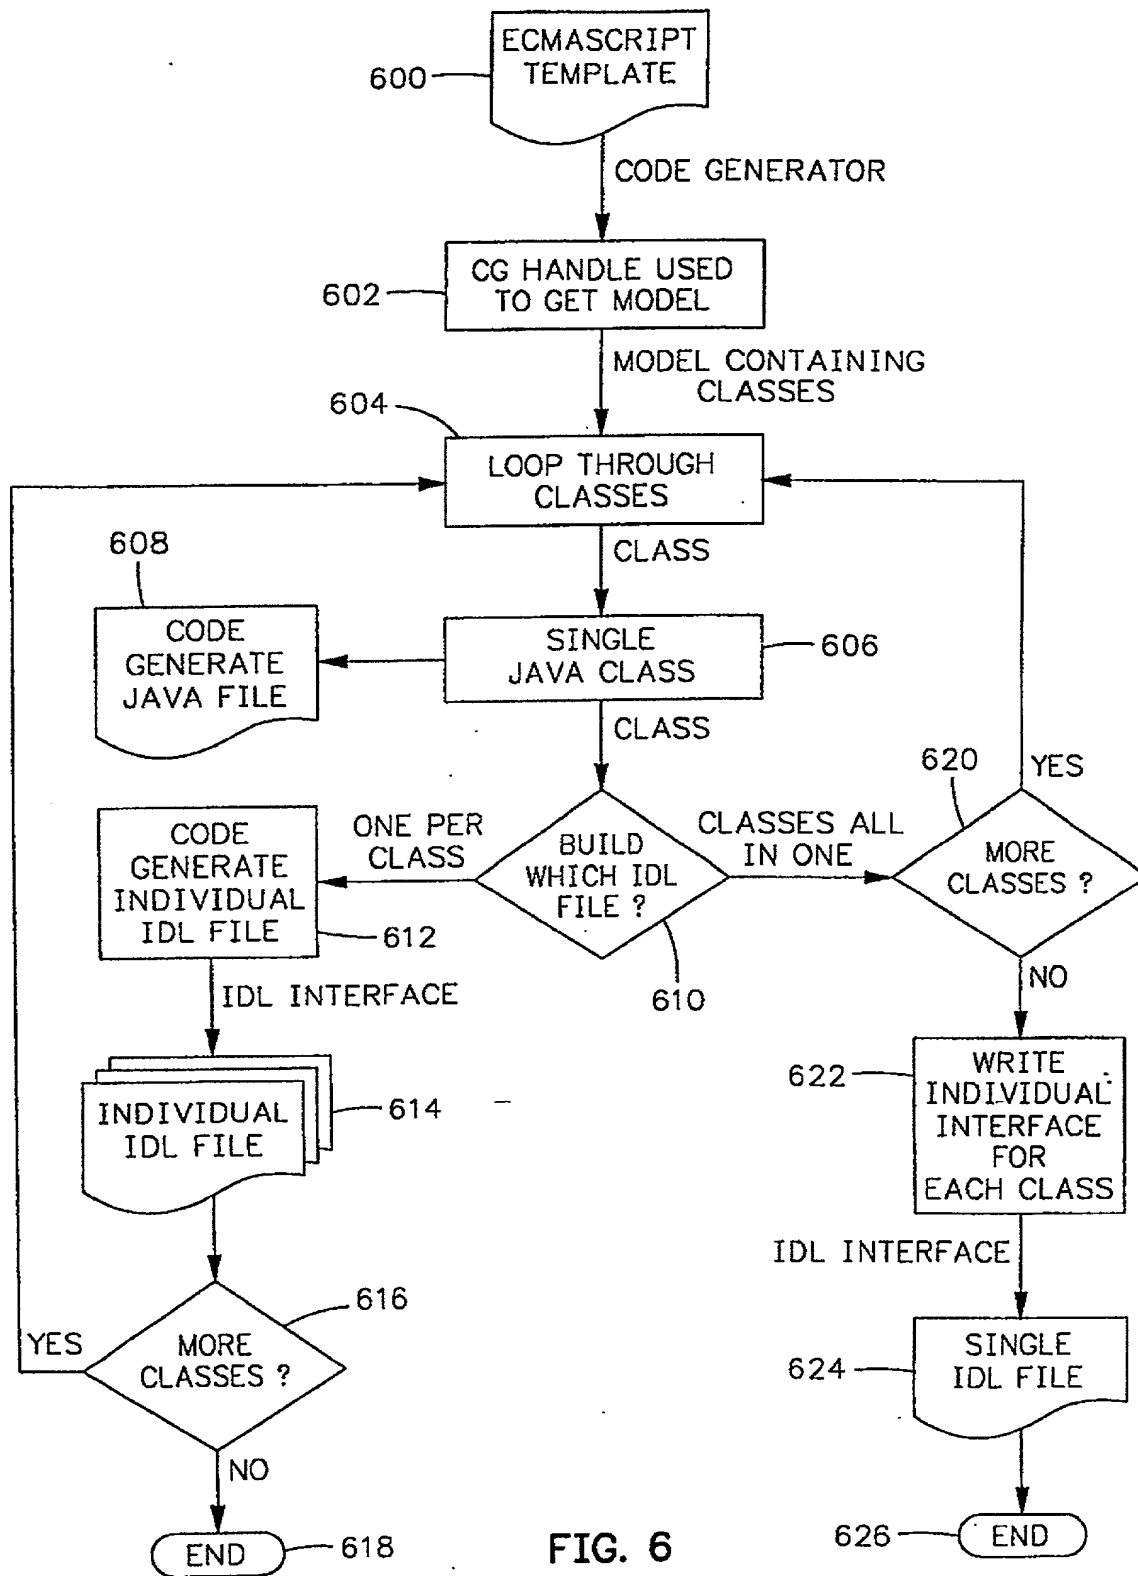 ECMASCRIPT
TEMPLATE
600
CODE GENERATOR
CG HANDLE USED
TO GET MODEL
602
MODEL CONTAINING
CLASSES
604
LOOP THROUGH
CLASSES
CLASS
608
CODE
GENERATE
JAVA FILE
SINGLE
JAVA CLASS
606
CLASS
620
YES
CODE
GENERATE
INDIVIDUAL
IDL FILE
612
ONE PER
CLASS
BUILD
WHICH IDL
FILE ?
610
CLASSES ALL
IN ONE
MORE
CLASSES ?
NO
IDL INTERFACE
INDIVIDUAL
IDL FILE
614
622
WRITE
INDIVIDUAL
INTERFACE
FOR
EACH CLASS
IDL INTERFACE
616
YES
MORE
CLASSES ?
NO
624
SINGLE
IDL FILE
END
618
FIG. 6
626
END